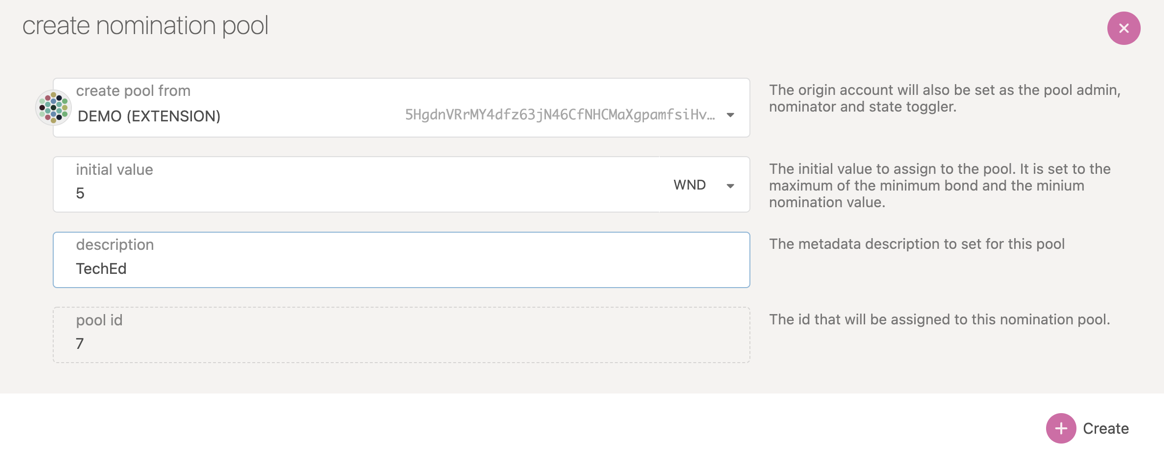 create nomination pool
create pool from
DEMO (EXTENSION)
5HgdnVRrMY4dfz63jN46CfNHCMaXgpamfsiHv...
The origin account will also be set as the pool admin,
nominator and state toggler.
initial value
5
WND
The initial value to assign to the pool. It is set to the
maximum of the minimum bond and the minium
nomination value.
description
TechEd
The metadata description to set for this pool
pool id
7
The id that will be assigned to this nomination pool.
Create